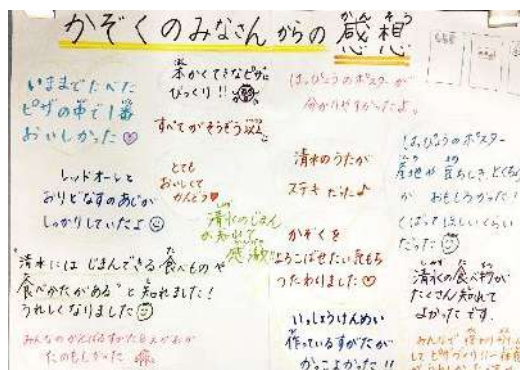 かぞくのみなさんからの感想
いままでたべた
ピザの中で1番
おいしかった♡
本かくてきなピザに
びっくり!!
すべてがそうぞう以上
はっぴょうのポスターが
分かりやすかったよ。
レッドオーレと
おりどなすのあじが
しっかりしていたよ
とても
おいしくて
かんどう♥
清水のじまん
が知れて
感激
清水のうたが
ステキだった♪
かぞくを
よろこばせたい気もち
つたわりました♡
はっぴょうのポスター
産地や
がおもしろかった!
くばってほしいくらい
だった
清水には じまんできる食べものや
食べかたがある"と知れました!
うれしくなりました
清水の食べ物が
たくさん知れて
よかったです。
みんなのがんばるすがたと
たのもしかった
いっしょうけんめい
作っているすがたが
かっこよかった!!
みんなで
してピザづくり